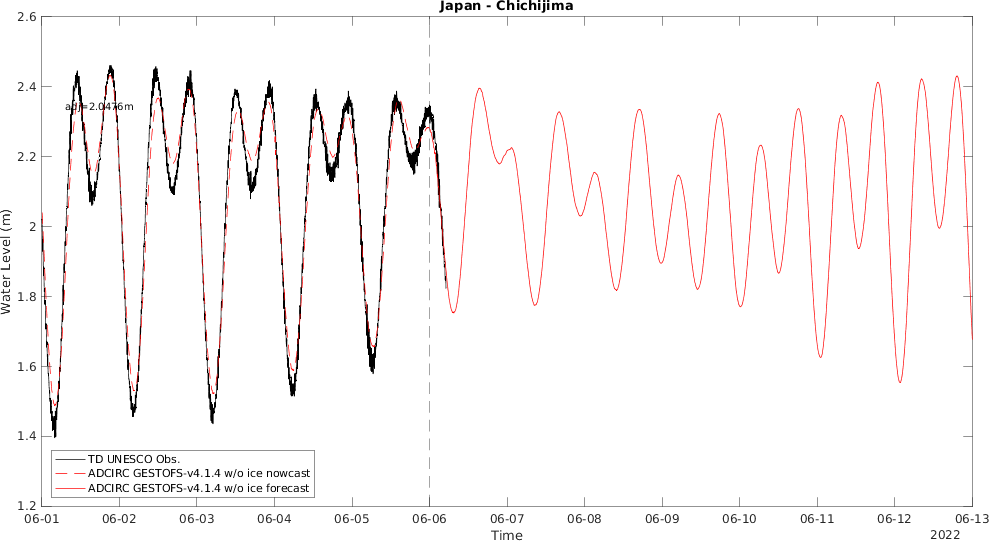 Japan - Chichijima
2.6
2.4
2.2
2
1.8
1.6
1.4
1.2
Water Level (m)
adj=2.0476m
TD UNESCO Obs.
ADCIRC GESTOFS-v4.1.4 w/o ice nowcast
ADCIRC GESTOFS-v4.1.4 w/o ice forecast
06-01 06-02 06-03 06-04 06-05 06-06 06-07 06-08 06-09 06-10 06-11 06-12 06-13
Time
2022